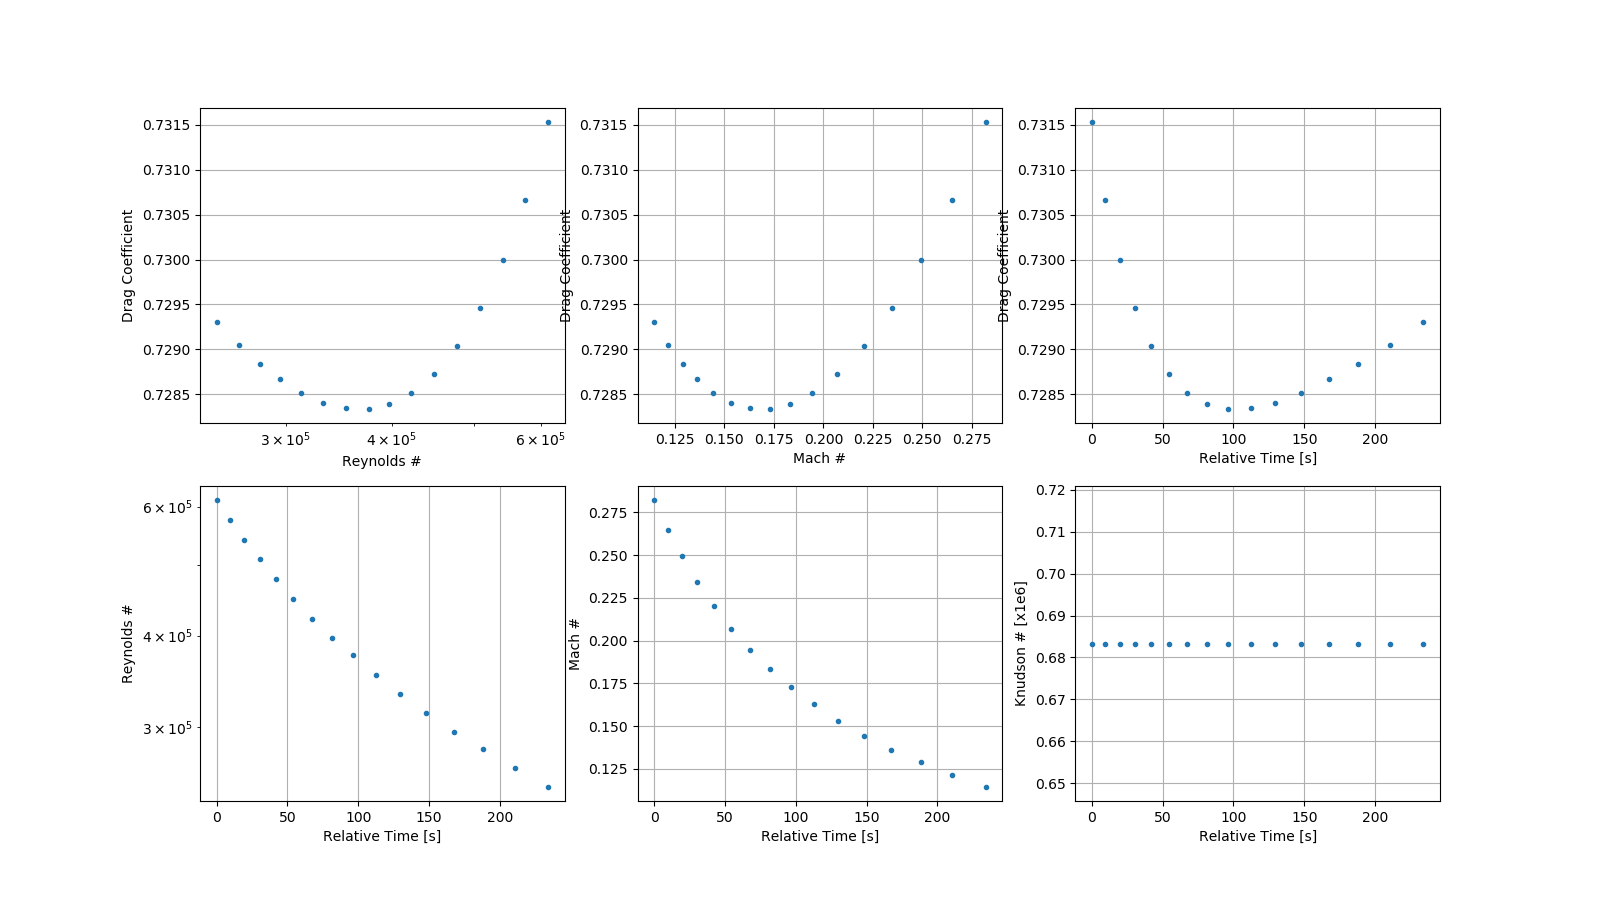 0.7315
0.7310
0.7305
0.7300
0.7295
0.7290
0.7285
Drag Coefficient
3 × 10⁵
4 × 10⁵
6 × 10⁵
Reynolds #
0.7315
0.7310
0.7305
0.7300
0.7295
0.7290
0.7285
Drag Coefficient
0.125 0.150 0.175 0.200 0.225 0.250 0.275
Mach #
0.7315
0.7310
0.7305
0.7300
0.7295
0.7290
0.7285
Drag Coefficient
0 50 100 150 200
Relative Time [s]
6 × 10⁵
4 × 10⁵
3 × 10⁵
Reynolds #
0 50 100 150 200
Relative Time [s]
0.275
0.250
0.225
0.200
0.175
0.150
0.125
Mach #
0 50 100 150 200
Relative Time [s]
0.72
0.71
0.70
0.69
0.68
0.67
0.66
0.65
Knudson # [x1e6]
0 50 100 150 200
Relative Time [s]